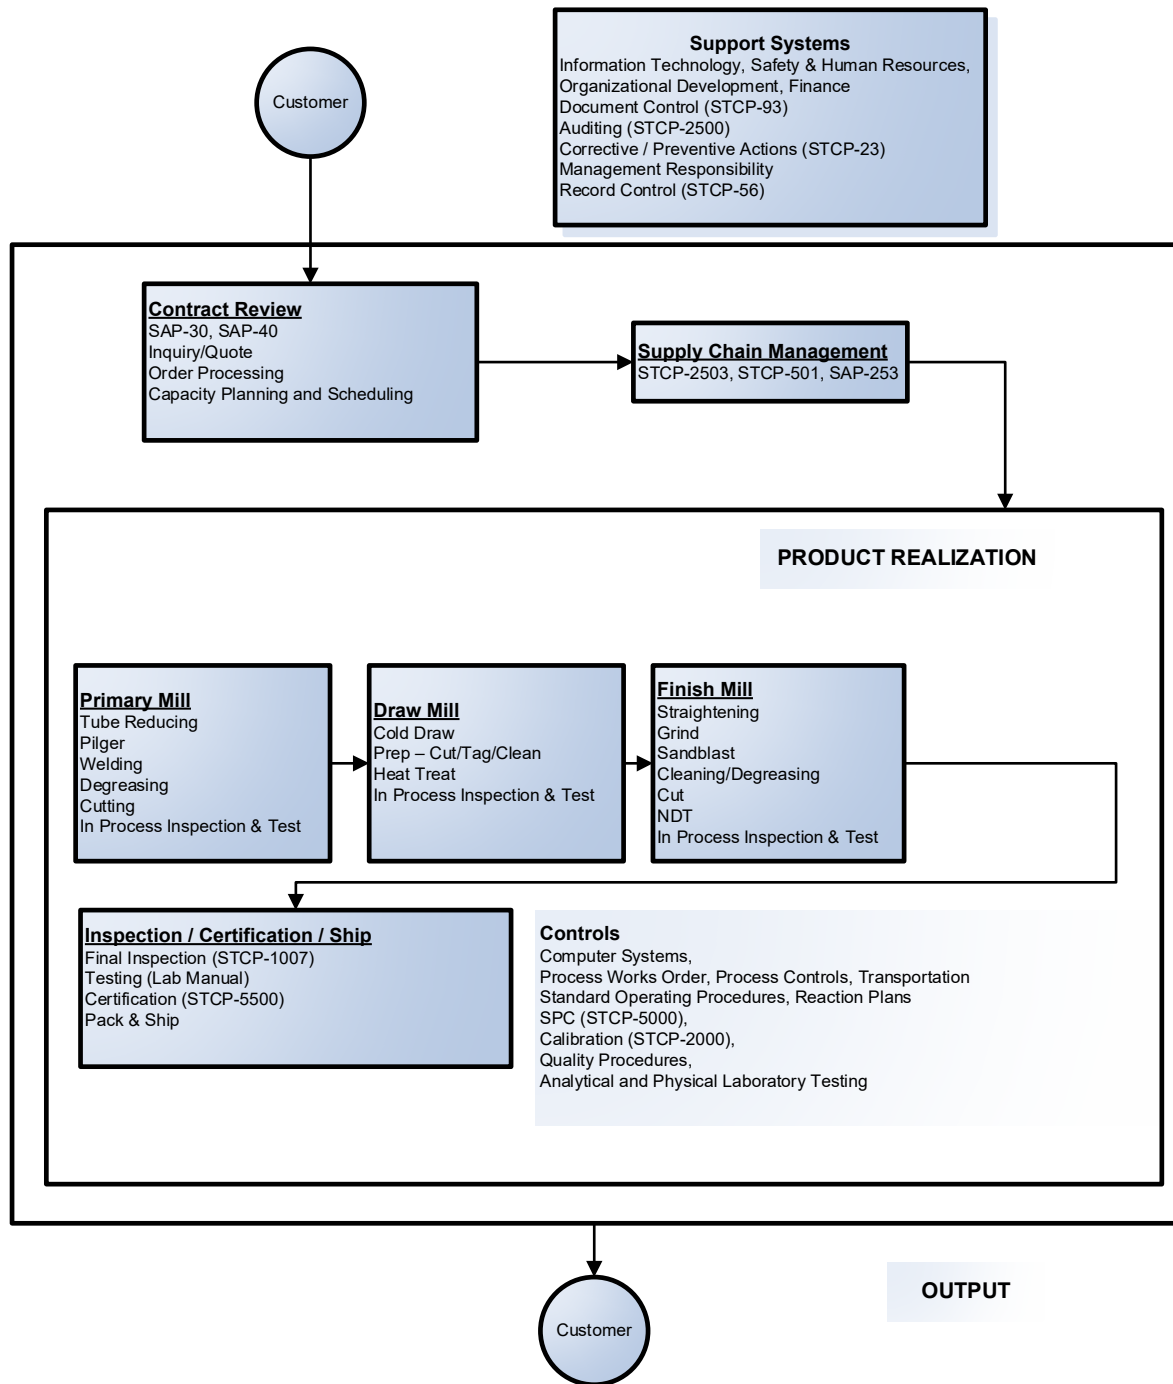 Customer
Support Systems
Information Technology, Safety & Human Resources,
Organizational Development, Finance
Document Control (STCP-93)
Auditing (STCP-2500)
Corrective / Preventive Actions (STCP-23)
Management Responsibility
Record Control (STCP-56)
Contract Review
SAP-30, SAP-40
Inquiry/Quote
Order Processing
Capacity Planning and Scheduling
Supply Chain Management
STCP-2503, STCP-501, SAP-253
PRODUCT REALIZATION
Primary Mill
Tube Reducing
Pilger
Welding
Degreasing
Cutting
In Process Inspection & Test
Draw Mill
Cold Draw
Prep – Cut/Tag/Clean
Heat Treat
In Process Inspection & Test
Finish Mill
Straightening
Grind
Sandblast
Cleaning/Degreasing
Cut
NDT
In Process Inspection & Test
Inspection / Certification / Ship
Final Inspection (STCP-1007)
Testing (Lab Manual)
Certification (STCP-5500)
Pack & Ship
Controls
Computer Systems,
Process Works Order, Process Controls, Transportation
Standard Operating Procedures, Reaction Plans
SPC (STCP-5000),
Calibration (STCP-2000),
Quality Procedures,
Analytical and Physical Laboratory Testing
OUTPUT
Customer